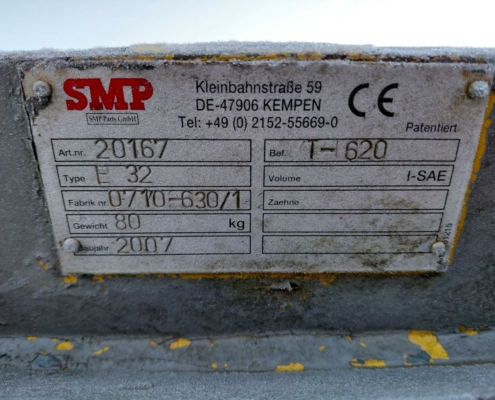 SMP
SMP Parts GmbH
Kleinbahnstraße 59
DE-47906 KEMPEN
Tel: +49 (0) 2152-55669-0
CE
Patentiert
Art.nr. 20167 Bef. T-620
Type E 32 Volume I-SAE
Fabrik nr. 0710-630/1 Zaehne
Gewicht 80 kg
Baujahr 2007